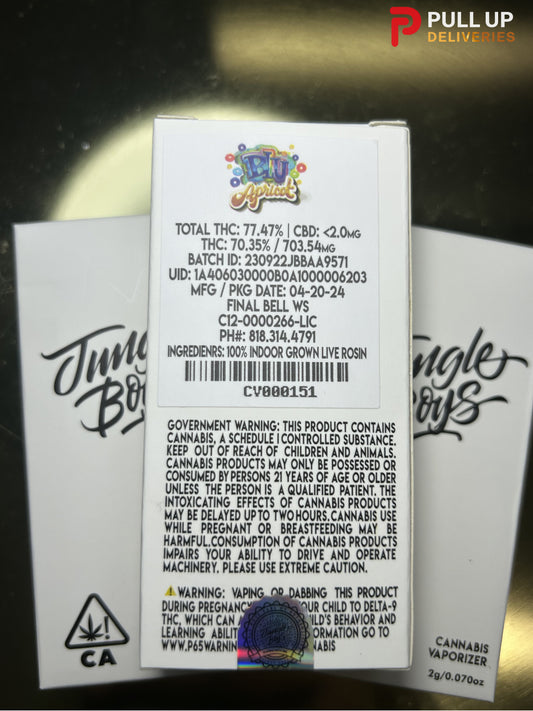 PULL UP
DELIVERIES
Blu
Apricot
TOTAL THC: 77.47% | CBD: <2.0MG
THC: 70.35% / 703.54MG
BATCH ID: 230922JBBAA9571
UID: 1A406030000B0A1000006203
MFG / PKG DATE: 04-20-24
FINAL BELL WS
C12-0000266-LIC
PH#: 818.314.4791
INGREDIENRS: 100% INDOOR GROWN LIVE ROSIN
CV000151
Jungle
Boys
Jungle
Boys
GOVERNMENT WARNING: THIS PRODUCT CONTAINS
CANNABIS, A SCHEDULE I CONTROLLED SUBSTANCE.
KEEP OUT OF REACH OF CHILDREN AND ANIMALS.
CANNABIS PRODUCTS MAY ONLY BE POSSESSED OR
CONSUMED BY PERSONS 21 YEARS OF AGE OR OLDER
UNLESS THE PERSON IS A QUALIFIED PATIENT. THE
INTOXICATING EFFECTS OF CANNABIS PRODUCTS
MAY BE DELAYED UP TO TWO HOURS.CANNABIS USE
WHILE PREGNANT OR BREASTFEEDING MAY BE
HARMFUL.CONSUMPTION OF CANNABIS PRODUCTS
IMPAIRS YOUR ABILITY TO DRIVE AND OPERATE
MACHINERY. PLEASE USE EXTREME CAUTION.
WARNING: VAPING OR DABBING THIS PRODUCT
DURING PREGNANCY OUR CHILD TO DELTA-9
THC, WHICH CAN A ILD'S BEHAVIOR AND
LEARNING ABILIT ORMATION GO TO
WWW.P65WARNIN NABIS
CA
CANNABIS
VAPORIZER
2g/0.070oz